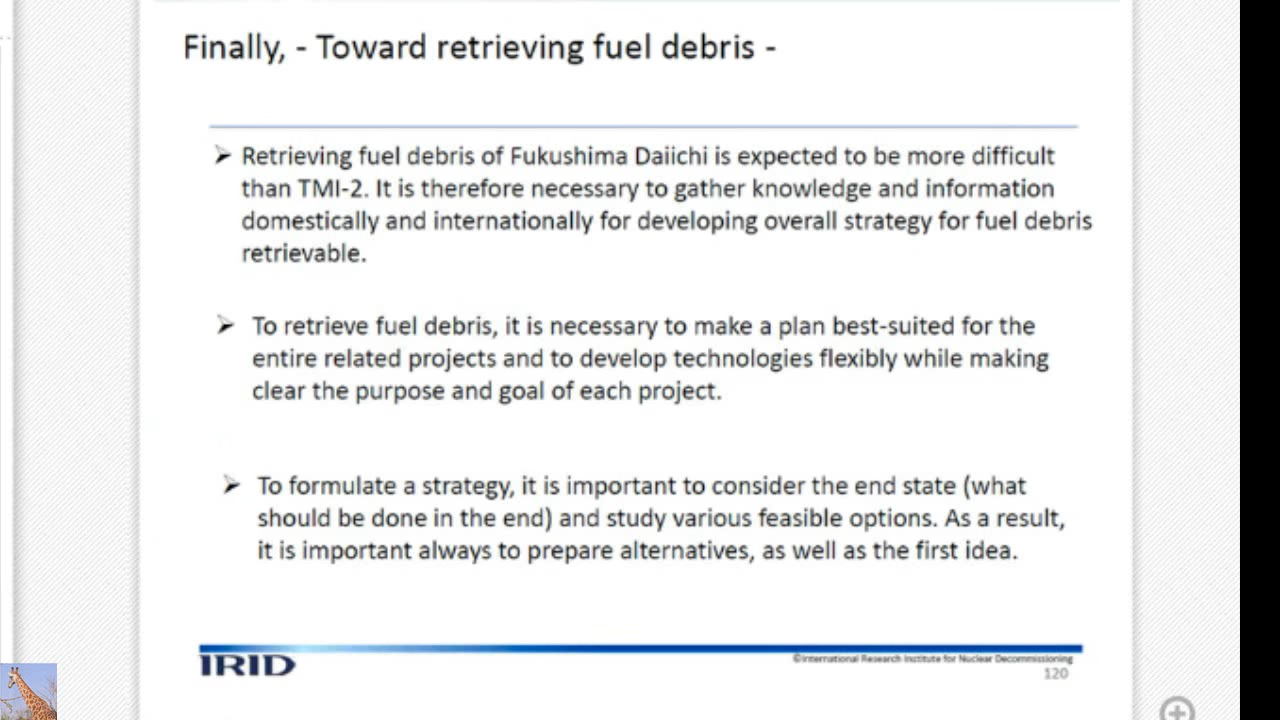 Finally, - Toward retrieving fuel debris -
➢ Retrieving fuel debris of Fukushima Daiichi is expected to be more difficult
than TMI-2. It is therefore necessary to gather knowledge and information
domestically and internationally for developing overall strategy for fuel debris
retrievable.
➢ To retrieve fuel debris, it is necessary to make a plan best-suited for the
entire related projects and to develop technologies flexibly while making
clear the purpose and goal of each project.
➢ To formulate a strategy, it is important to consider the end state (what
should be done in the end) and study various feasible options. As a result,
it is important always to prepare alternatives, as well as the first idea.
IRID
©International Research Institute for Nuclear Decommissioning
120